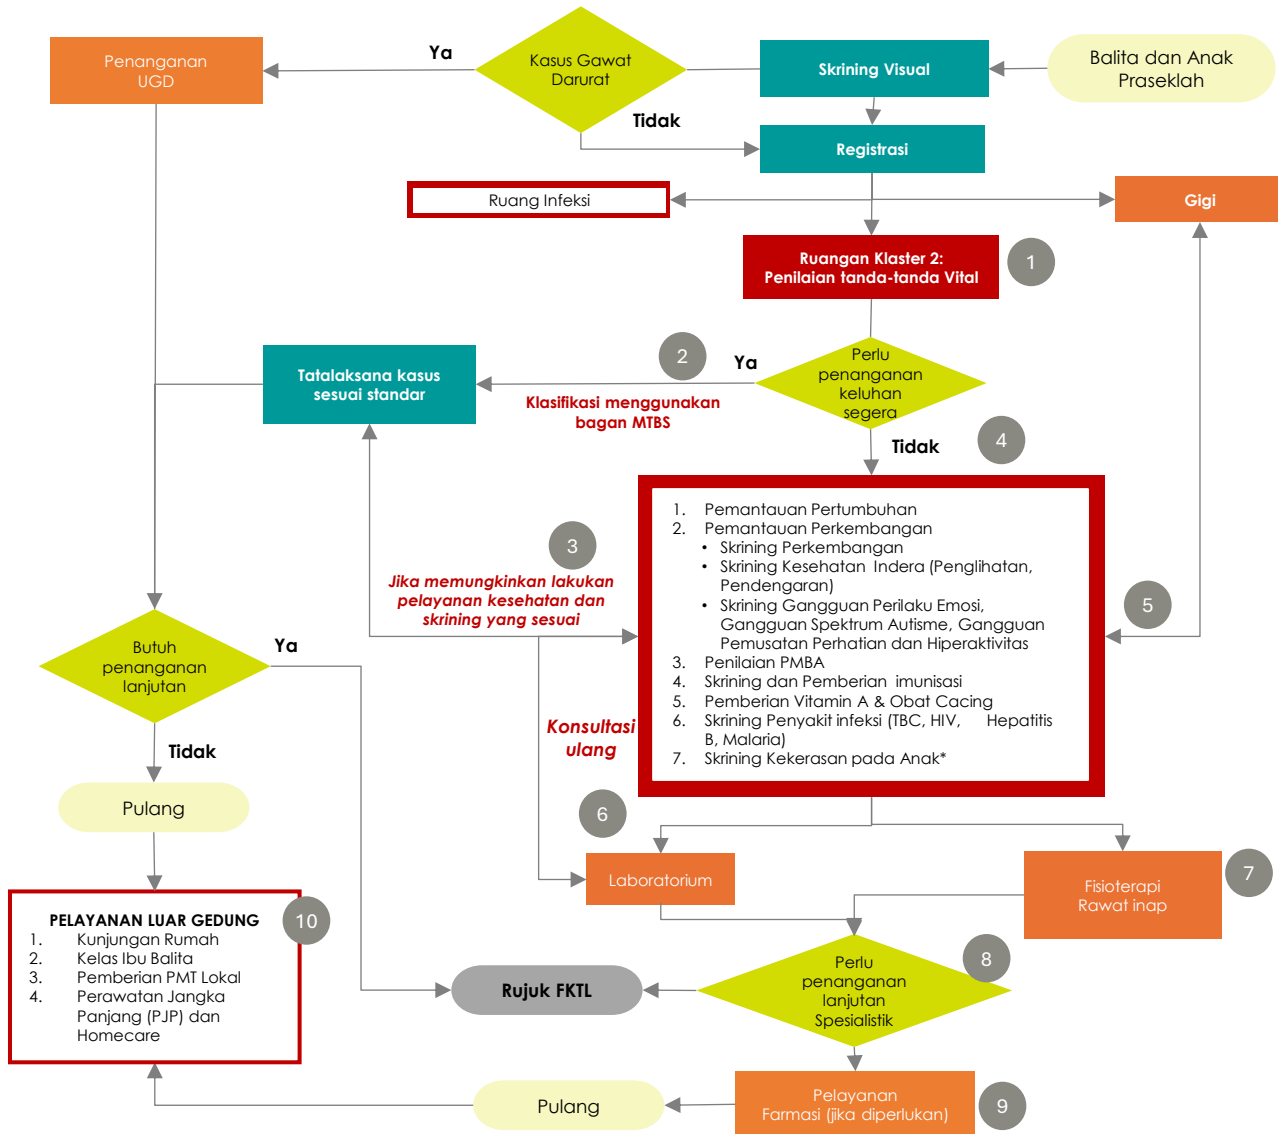 Penanganan
UGD
Ya
Kasus Gawat
Darurat
Skrining Visual
Balita dan Anak
Praseklah
Tidak
Registrasi
Ruang Infeksi
Gigi
Ruangan Klaster 2:
Penilaian tanda-tanda Vital
1
Tatalaksana kasus
sesuai standar
2
Ya
Klasifikasi menggunakan
bagan MTBS
Perlu
penanganan
keluhan
segera
Tidak
4
3
Jika memungkinkan lakukan
pelayanan kesehatan dan
skrining yang sesuai
1. Pemantauan Pertumbuhan
2. Pemantauan Perkembangan
• Skrining Perkembangan
• Skrining Kesehatan Indera (Penglihatan,
Pendengaran)
• Skrining Gangguan Perilaku Emosi,
Gangguan Spektrum Autisme, Gangguan
Pemusatan Perhatian dan Hiperaktivitas
3. Penilaian PMBA
4. Skrining dan Pemberian imunisasi
5. Pemberian Vitamin A & Obat Cacing
6. Skrining Penyakit infeksi (TBC, HIV, Hepatitis
B, Malaria)
7. Skrining Kekerasan pada Anak*
5
Butuh
penanganan
lanjutan
Ya
Tidak
Konsultasi
ulang
Pulang
6
Laboratorium
Fisioterapi
Rawat inap
7
PELAYANAN LUAR GEDUNG
1. Kunjungan Rumah
2. Kelas Ibu Balita
3. Pemberian PMT Lokal
4. Perawatan Jangka
Panjang (PJP) dan
Homecare
10
Rujuk FKTL
Perlu
penanganan
lanjutan
Spesialistik
8
Pulang
Pelayanan
Farmasi (jika diperlukan)
9